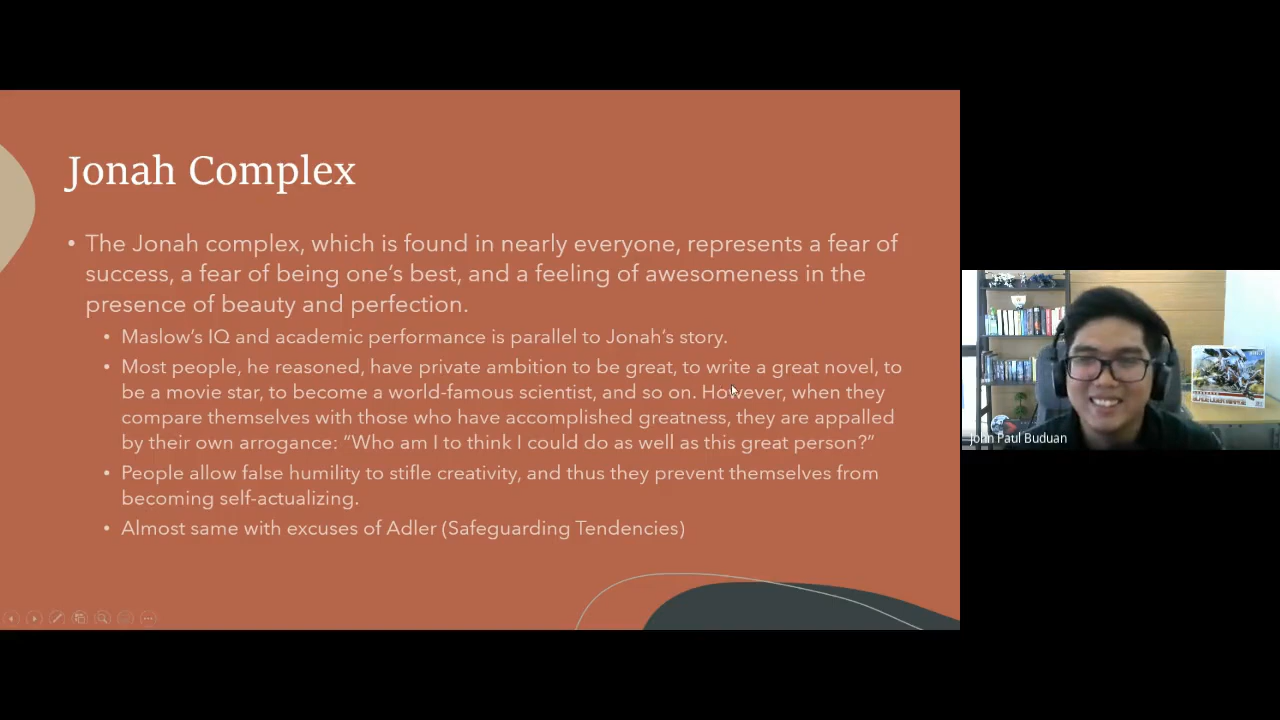 Jonah Complex
• The Jonah complex, which is found in nearly everyone, represents a fear of
success, a fear of being one's best, and a feeling of awesomeness in the
presence of beauty and perfection.
• Maslow's IQ and academic performance is parallel to Jonah's story.
• Most people, he reasoned, have private ambition to be great, to write a great novel, to
be a movie star, to become a world-famous scientist, and so on. However, when they
compare themselves with those who have accomplished greatness, they are appalled
by their own arrogance: “Who am I to think I could do as well as this great person?”
• People allow false humility to stifle creativity, and thus they prevent themselves from
becoming self-actualizing.
• Almost same with excuses of Adler (Safeguarding Tendencies)
John Paul Buduan